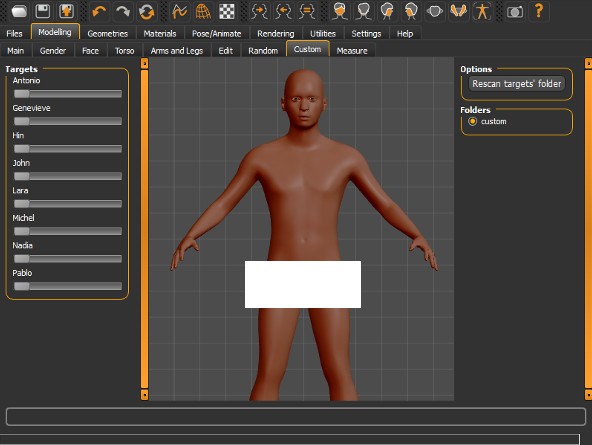 Files Modelling Geometries Materials Pose/Animate Rendering Utilities Settings Help
Main Gender Face Torso Arms and Legs Edit Random Custom Measure
Targets
Antonio
Genevieve
Hin
John
Lara
Michel
Nadia
Pablo
Options
Rescan targets' folder
Folders
custom